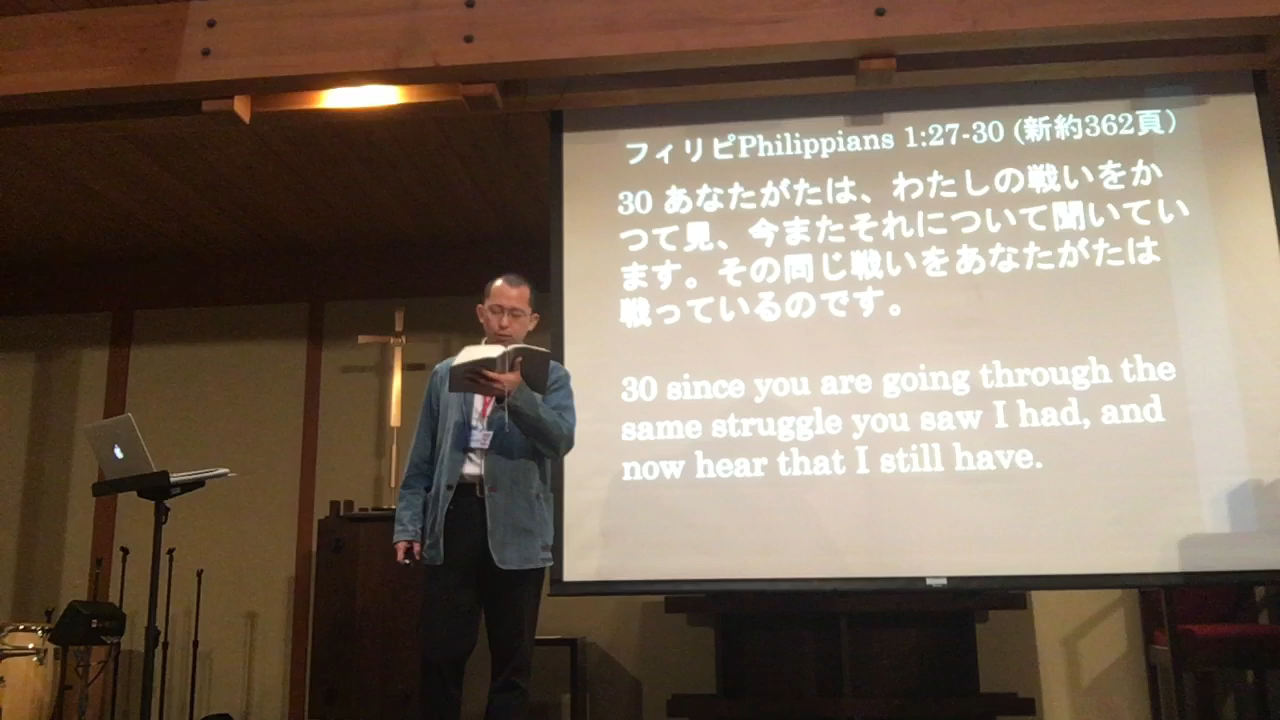 フィリピPhilippians 1:27-30 (新約362頁)
30 あなたがたは、わたしの戦いをか
つて見、今またそれについて聞いてい
ます。その同じ戦いをあなたがたは
戦っているのです。
30 since you are going through the
same struggle you saw I had, and
now hear that I still have.